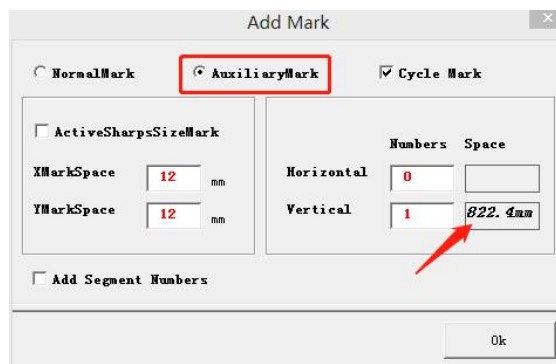 Add Mark
NormalMark AuxiliaryMark Cycle Mark
ActiveSharpsSizeMark
Numbers Space
XMarkSpace 12 mm Horizontal 0
YMarkSpace 12 mm Vertical 1 822.4mm
Add Segment Numbers
Ok